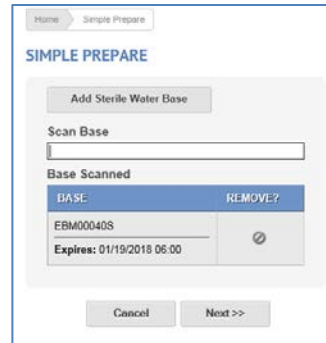 Home Simple Prepare
SIMPLE PREPARE
Add Sterile Water Base
Scan Base
Base Scanned
BASE REMOVE?
EBM00040S
Expires: 01/19/2018 06:00
Cancel Next >>